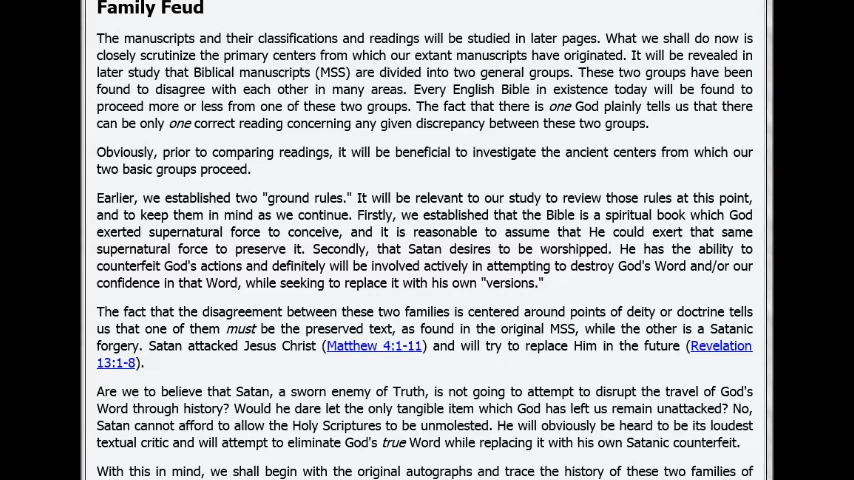 Family Feud
The manuscripts and their classifications and readings will be studied in later pages. What we shall do now is
closely scrutinize the primary centers from which our extant manuscripts have originated. It will be revealed in
later study that Biblical manuscripts (MSS) are divided into two general groups. These two groups have been
found to disagree with each other in many areas. Every English Bible in existence today will be found to
proceed more or less from one of these two groups. The fact that there is one God plainly tells us that there
can be only one correct reading concerning any given discrepancy between these two groups.
Obviously, prior to comparing readings, it will be beneficial to investigate the ancient centers from which our
two basic groups proceed.
Earlier, we established two "ground rules." It will be relevant to our study to review those rules at this point,
and to keep them in mind as we continue. Firstly, we established that the Bible is a spiritual book which God
exerted supernatural force to conceive, and it is reasonable to assume that He could exert that same
supernatural force to preserve it. Secondly, that Satan desires to be worshipped. He has the ability to
counterfeit God's actions and definitely will be involved actively in attempting to destroy God's Word and/or our
confidence in that Word, while seeking to replace it with his own "versions."
The fact that the disagreement between these two families is centered around points of deity or doctrine tells
us that one of them must be the preserved text, as found in the original MSS, while the other is a Satanic
forgery. Satan attacked Jesus Christ (Matthew 4:1-11) and will try to replace Him in the future (Revelation
13:1-8).
Are we to believe that Satan, a sworn enemy of Truth, is not going to attempt to disrupt the travel of God's
Word through history? Would he dare let the only tangible item which God has left us remain unattacked? No,
Satan cannot afford to allow the Holy Scriptures to be unmolested. He will obviously be heard to be its loudest
textual critic and will attempt to eliminate God's true Word while replacing it with his own Satanic counterfeit.
With this in mind, we shall begin with the original autographs and trace the history of these two families of